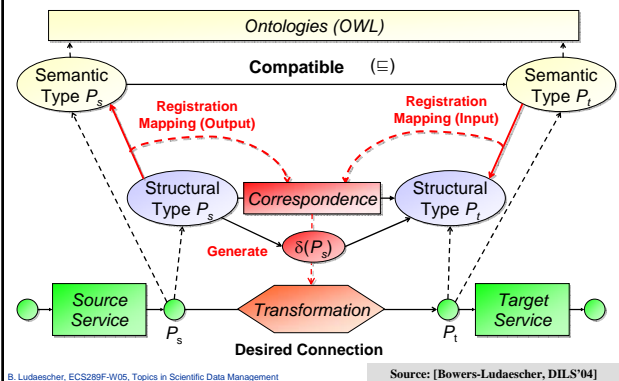 Ontologies (OWL)
Semantic
Type Ps
Compatible (⊑)
Semantic
Type Pt
Registration
Mapping (Output)
Registration
Mapping (Input)
Structural
Type Ps
Correspondence
Structural
Type Pt
Generate
δ(Ps)
Source
Service
Ps
Transformation
Pt
Target
Service
Desired Connection
B. Ludaescher, ECS289F-W05, Topics in Scientific Data Management
Source: [Bowers-Ludaescher, DILS'04]